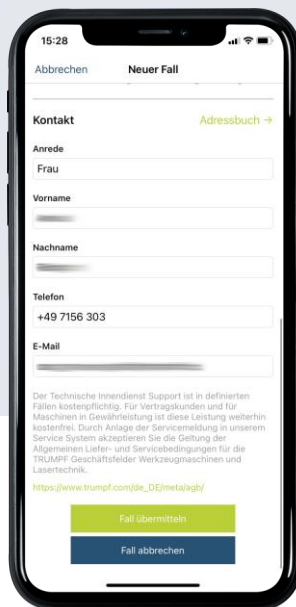 15:28
Abbrechen Neuer Fall
Kontakt Adressbuch →
Anrede
Frau
Vorname
Nachname
Telefon
+49 7156 303
E-Mail
Der Technische Innendienst Support ist in definierten
Fällen kostenpflichtig. Für Vertragskunden und für
Maschinen in Gewährleistung ist diese Leistung weiterhin
kostenfrei. Durch Anlage der Servicemeldung in unserem
Service System akzeptieren Sie die Geltung der
Allgemeinen Liefer- und Servicebedingungen für die
TRUMPF Geschäftsfelder Werkzeugmaschinen und
Lasertechnik.
https://www.trumpf.com/de_DE/meta/agb/
Fall übermitteln
Fall abbrechen